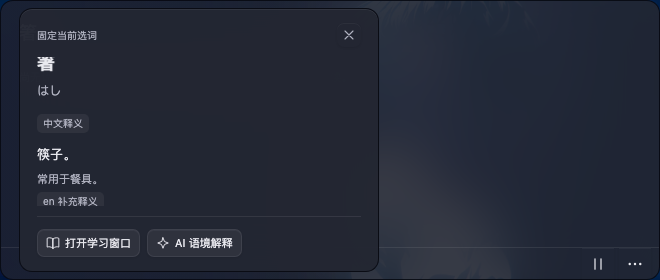 固定当前选词
箸
はし
中文释义
筷子。
常用于餐具。
en 补充释义
打开学习窗口
AI 语境解释